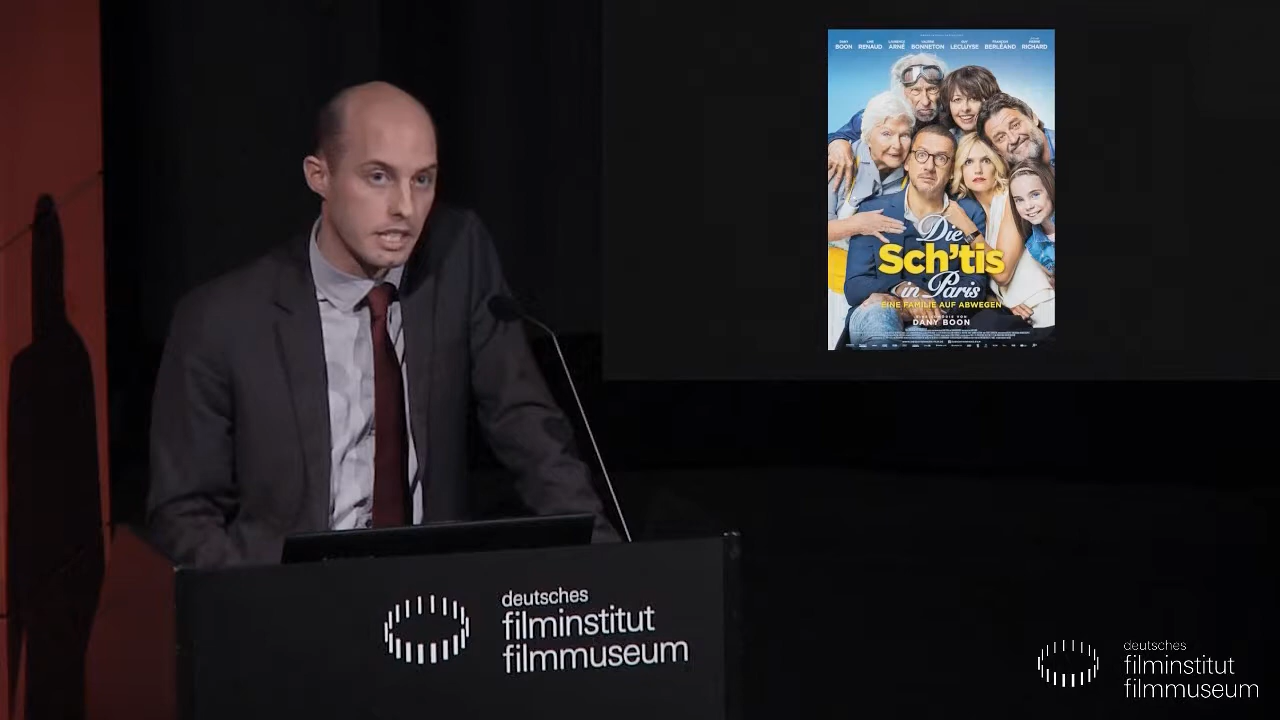 DANY LINE LAURENCE VALÉRIE GUY FRANÇOIS PIERRE
BOON RENAUD ARNÉ BONNETON LECLUYSE BERLÉAND RICHARD
Die
Sch'tis
in Paris
EINE FAMILIE AUF ABWEGEN
DANY BOON
deutsches
filminstitut
filmmuseum
deutsches
filminstitut
filmmuseum